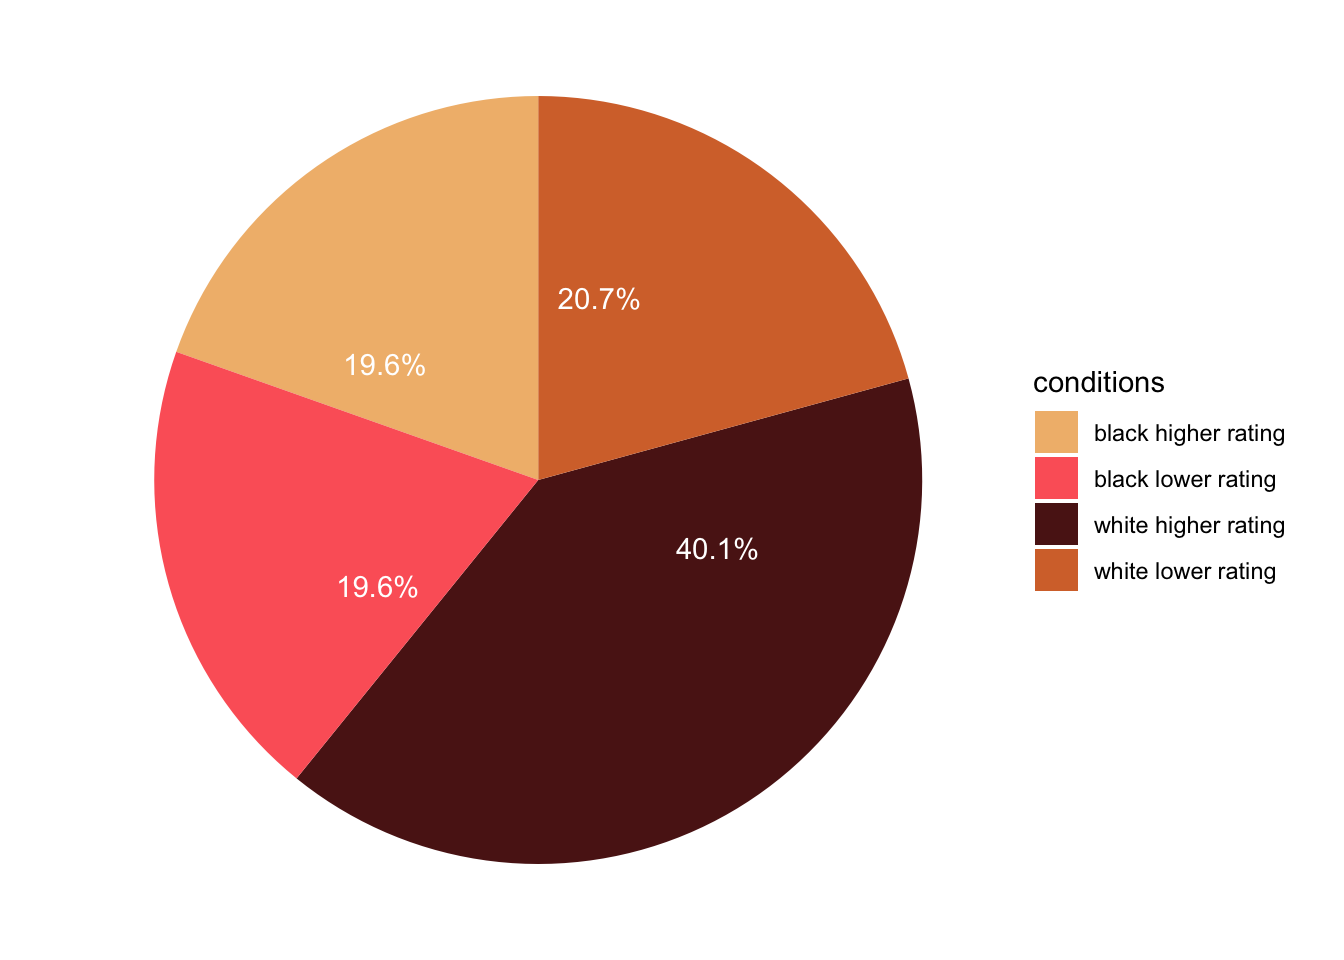 20.7%
19.6%
40.1%
19.6%
conditions
black higher rating
black lower rating
white higher rating
white lower rating